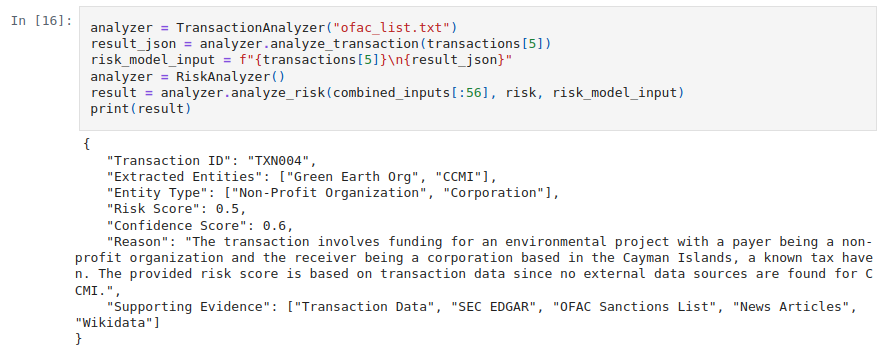 In [16]:
analyzer = TransactionAnalyzer("ofac_list.txt")
result_json = analyzer.analyze_transaction(transactions[5])
risk_model_input = f"{transactions[5]}\n{result_json}"
analyzer = RiskAnalyzer()
result = analyzer.analyze_risk(combined_inputs[:56], risk, risk_model_input)
print(result)
{
"Transaction ID": "TXN004",
"Extracted Entities": ["Green Earth Org", "CCMI"],
"Entity Type": ["Non-Profit Organization", "Corporation"],
"Risk Score": 0.5,
"Confidence Score": 0.6,
"Reason": "The transaction involves funding for an environmental project with a payer being a non-
profit organization and the receiver being a corporation based in the Cayman Islands, a known tax have
n. The provided risk score is based on transaction data since no external data sources are found for C
CMI.",
"Supporting Evidence": ["Transaction Data", "SEC EDGAR", "OFAC Sanctions List", "News Articles",
"Wikidata"]
}